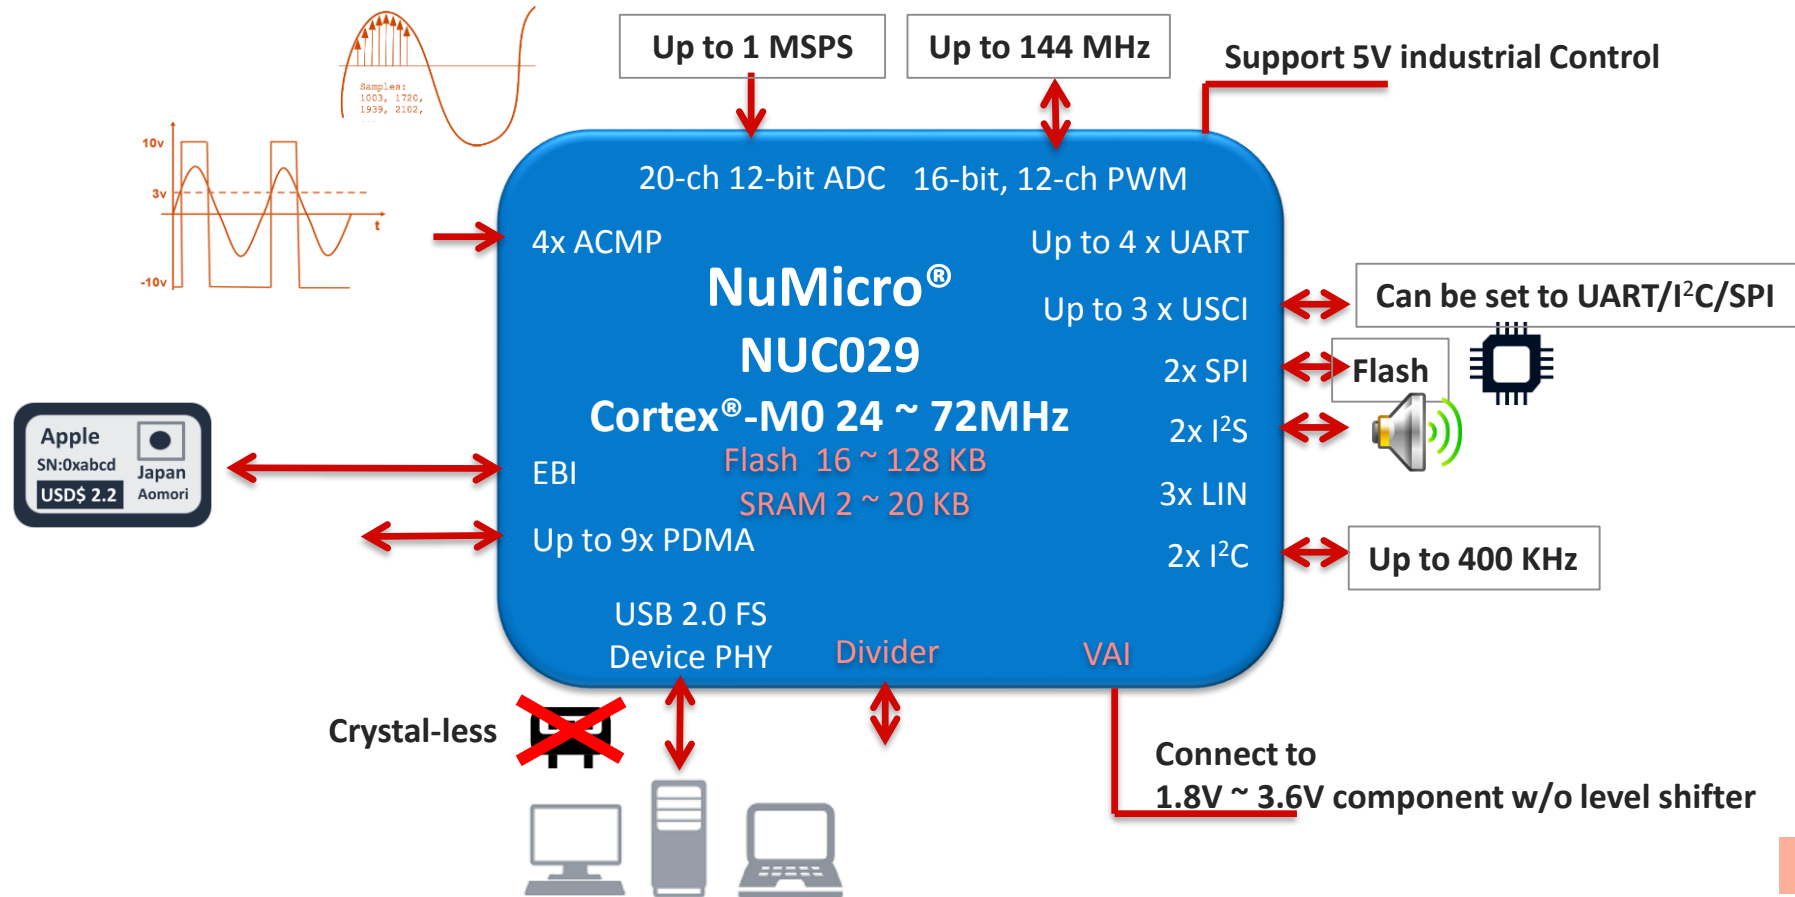 Samples:
1003, 1720,
1939, 2102,
...
10v
3v
t
-10v
Up to 1 MSPS
Up to 144 MHz
Support 5V industrial Control
20-ch 12-bit ADC
16-bit, 12-ch PWM
4x ACMP
Up to 4 x UART
NuMicro®
Up to 3 x USCI
Can be set to UART/I²C/SPI
NUC029
2x SPI
Flash
Cortex®-M0 24 ~ 72MHz
2x I²S
Apple
SN:0xabcd
USD$ 2.2
Japan
Aomori
EBI
Flash 16 ~ 128 KB
SRAM 2 ~ 20 KB
3x LIN
Up to 9x PDMA
2x I²C
Up to 400 KHz
USB 2.0 FS
Device PHY
Divider
VAI
Crystal-less
Connect to
1.8V ~ 3.6V component w/o level shifter